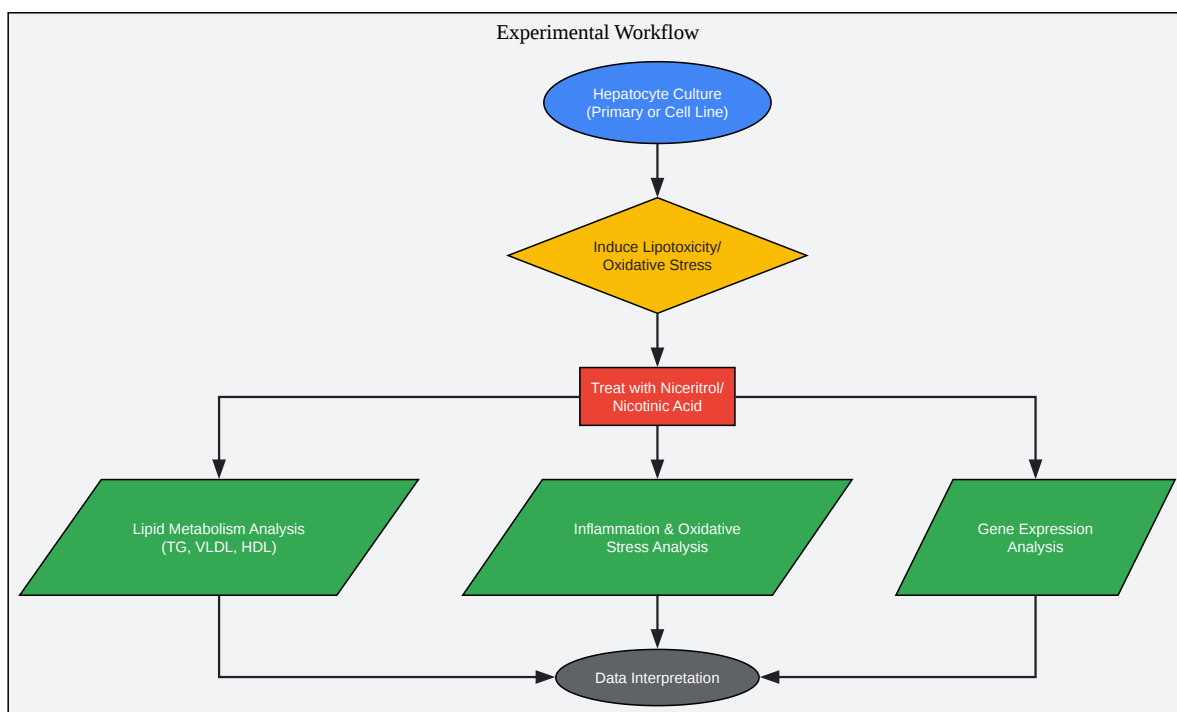 Experimental Workflow
Hepatocyte Culture
(Primary or Cell Line)
Induce Lipotoxicity/
Oxidative Stress
Treat with Niceritrol/
Nicotinic Acid
Lipid Metabolism Analysis
(TG, VLDL, HDL)
Inflammation & Oxidative
Stress Analysis
Gene Expression
Analysis
Data Interpretation